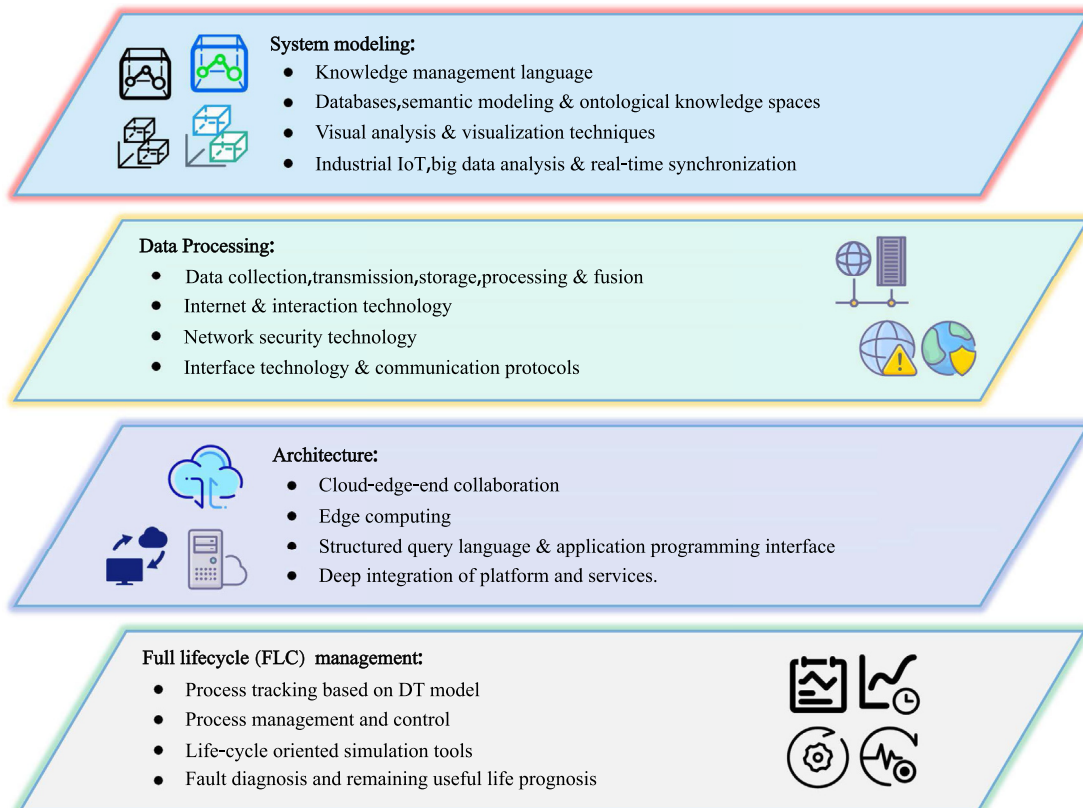 System modeling:
● Knowledge management language
● Databases,semantic modeling & ontological knowledge spaces
● Visual analysis & visualization techniques
● Industrial IoT,big data analysis & real-time synchronization
Data Processing:
● Data collection,transmission,storage,processing & fusion
● Internet & interaction technology
● Network security technology
● Interface technology & communication protocols
Architecture:
● Cloud-edge-end collaboration
● Edge computing
● Structured query language & application programming interface
● Deep integration of platform and services.
Full lifecycle (FLC) management:
● Process tracking based on DT model
● Process management and control
● Life-cycle oriented simulation tools
● Fault diagnosis and remaining useful life prognosis